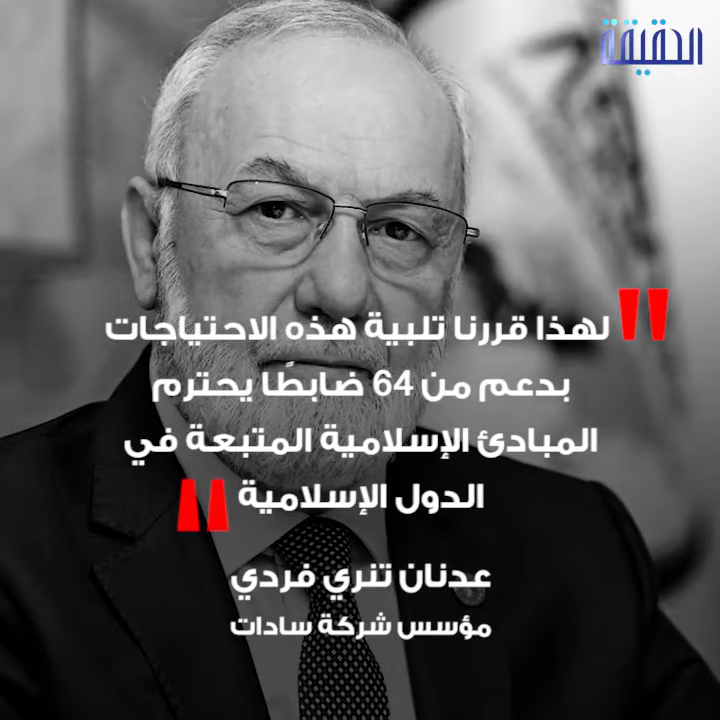 الحقيقة
" لهذا قررنا تلبية هذه الاحتياجات
بدعم من 64 ضابطًا يحترم
المبادئ الإسلامية المتبعة في
الدول الإسلامية "
عدنان تنري فردي
مؤسس شركة سادات